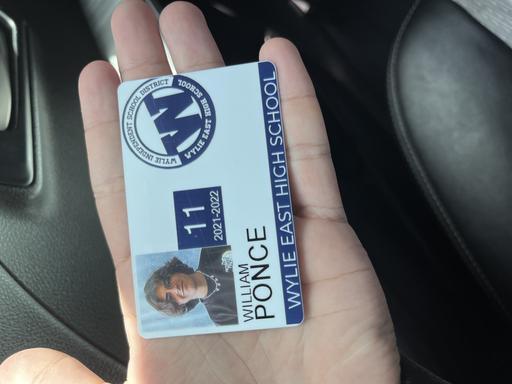 WYLIE INDEPENDENT SCHOOL DISTRICT
W
WYLIE EAST HIGH SCHOOL
11
2021-2022
WILLIAM
PONCE
WYLIE EAST HIGH SCHOOL